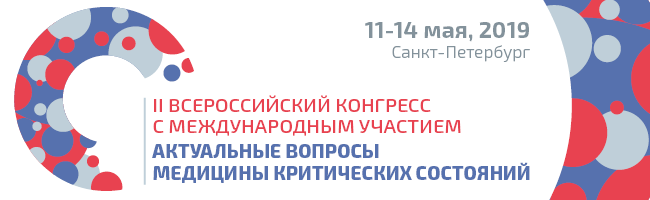 11-14 мая, 2019
Санкт-Петербург
II ВСЕРОССИЙСКИЙ КОНГРЕСС
С МЕЖДУНАРОДНЫМ УЧАСТИЕМ
АКТУАЛЬНЫЕ ВОПРОСЫ
МЕДИЦИНЫ КРИТИЧЕСКИХ СОСТОЯНИЙ